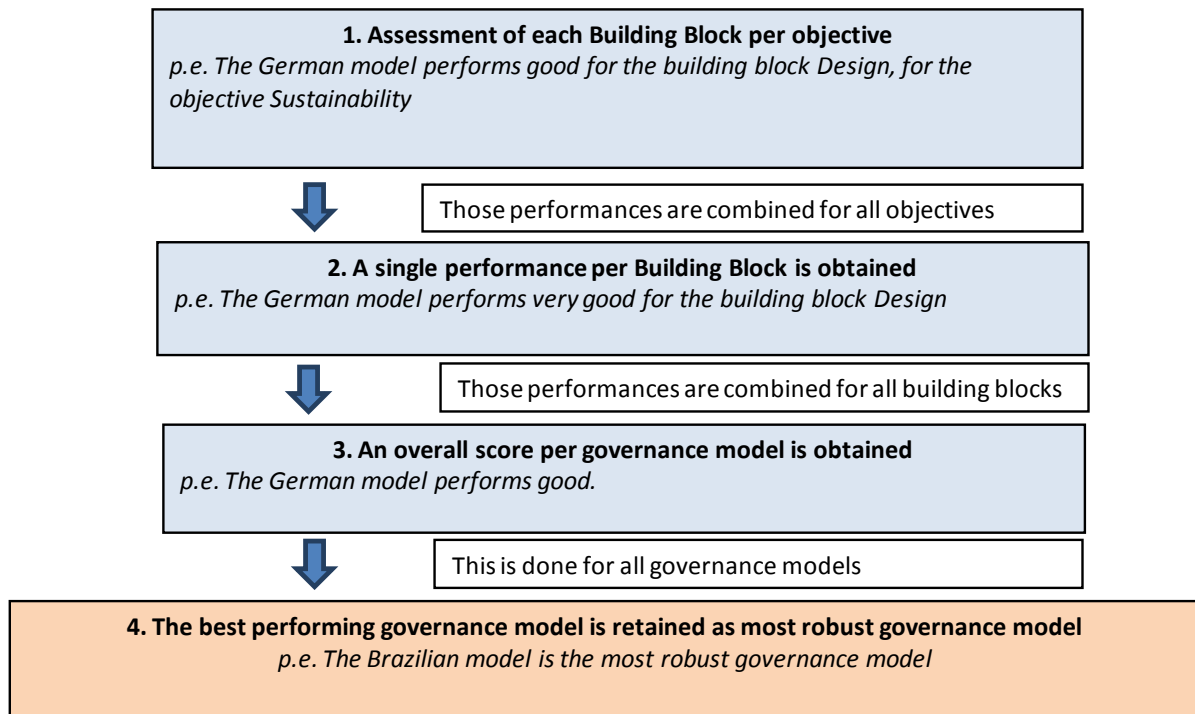 1. Assessment of each Building Block per objective
p.e. The German model performs good for the building block Design, for the
objective Sustainability
Those performances are combined for all objectives
2. A single performance per Building Block is obtained
p.e. The German model performs very good for the building block Design
Those performances are combined for all building blocks
3. An overall score per governance model is obtained
p.e. The German model performs good.
This is done for all governance models
4. The best performing governance model is retained as most robust governance model
p.e. The Brazilian model is the most robust governance model